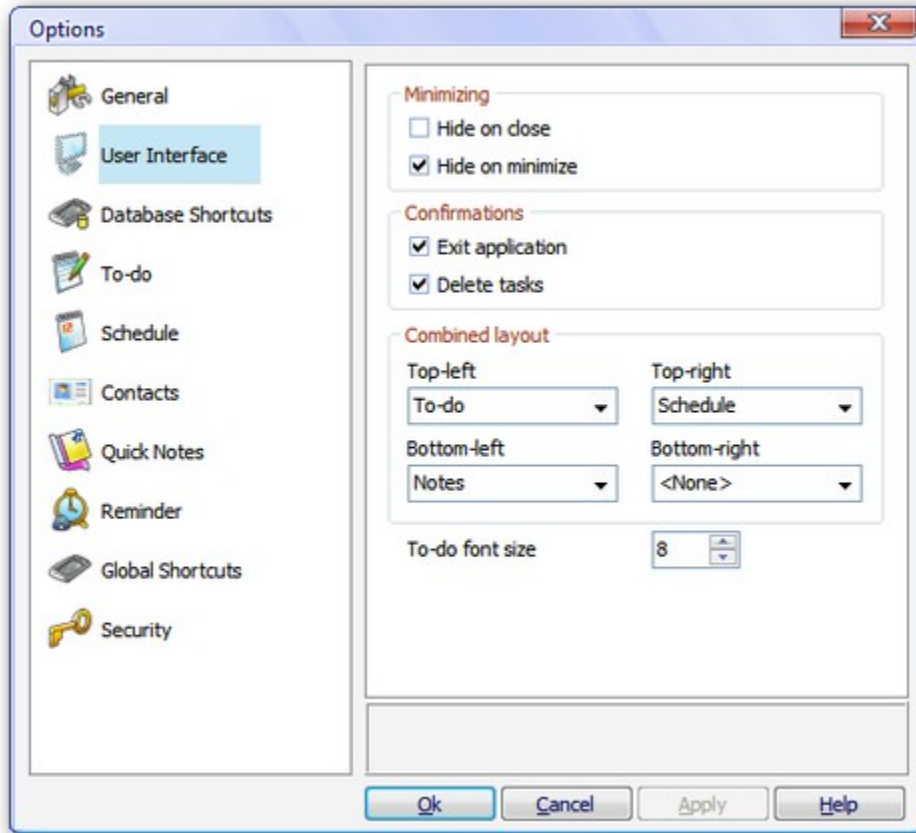 Options
General
User Interface
Database Shortcuts
To-do
Schedule
12
Contacts
Quick Notes
Reminder
Global Shortcuts
Security
Minimizing
Hide on close
Hide on minimize
Confirmations
Exit application
Delete tasks
Combined layout
Top-left Top-right
To-do Schedule
Bottom-left Bottom-right
Notes <None>
To-do font size 8
Ok Cancel Apply Help